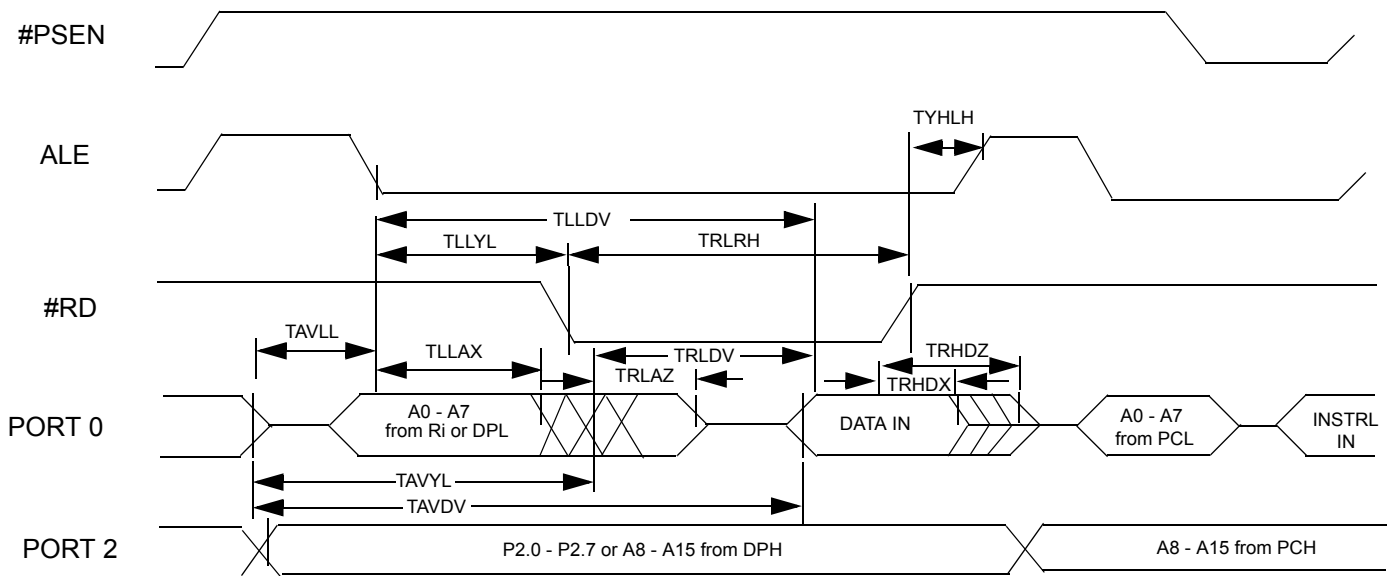 #PSEN
TYHLH
ALE
TLLDV
TLLYL
TRLRH
#RD
TAVLL
TLLAX
TRLDV
TRHDZ
TRLAZ
TRHDX
PORT 0
A0 - A7
from Ri or DPL
DATA IN
A0 - A7
from PCL
INSTRL
IN
TAVYL
TAVDV
PORT 2
P2.0 - P2.7 or A8 - A15 from DPH
A8 - A15 from PCH